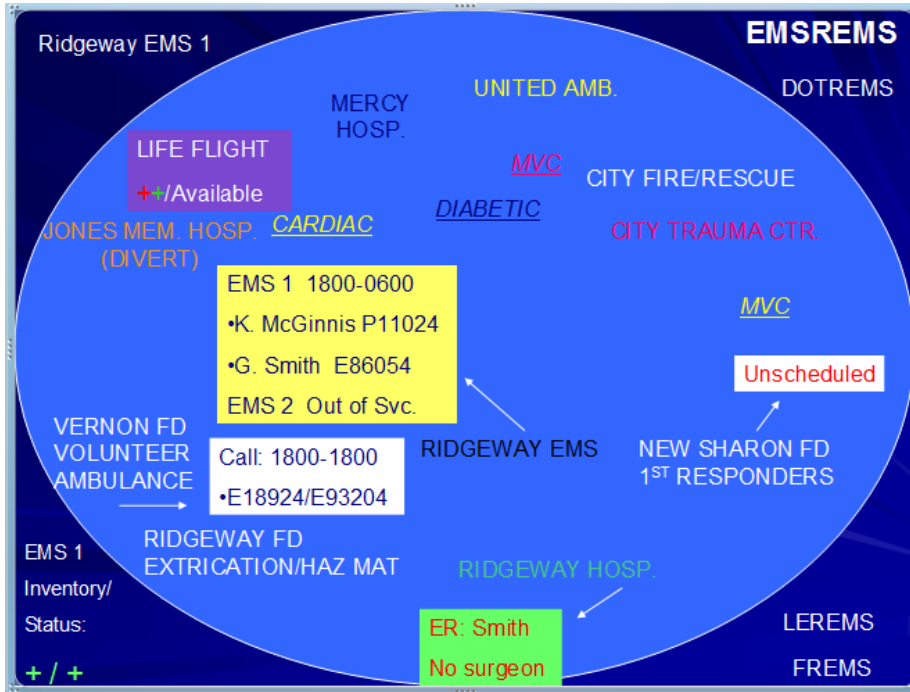 Ridgeway EMS 1
EMSREMS
UNITED AMB.
DOTREMS
MERCY
HOSP.
LIFE FLIGHT
++/Available
MVC
CITY FIRE/RESCUE
DIABETIC
CARDIAC
JONES MEM. HOSP.
(DIVERT)
CITY TRAUMA CTR.
EMS 1 1800-0600
•K. McGinnis P11024
•G. Smith E86054
EMS 2 Out of Svc.
MVC
Unscheduled
VERNON FD
VOLUNTEER
AMBULANCE
Call: 1800-1800
•E18924/E93204
RIDGEWAY EMS
NEW SHARON FD
1ST RESPONDERS
RIDGEWAY FD
EXTRICATION/HAZ MAT
EMS 1
Inventory/
Status:
+ / +
RIDGEWAY HOSP.
ER: Smith
No surgeon
LEREMS
FREMS